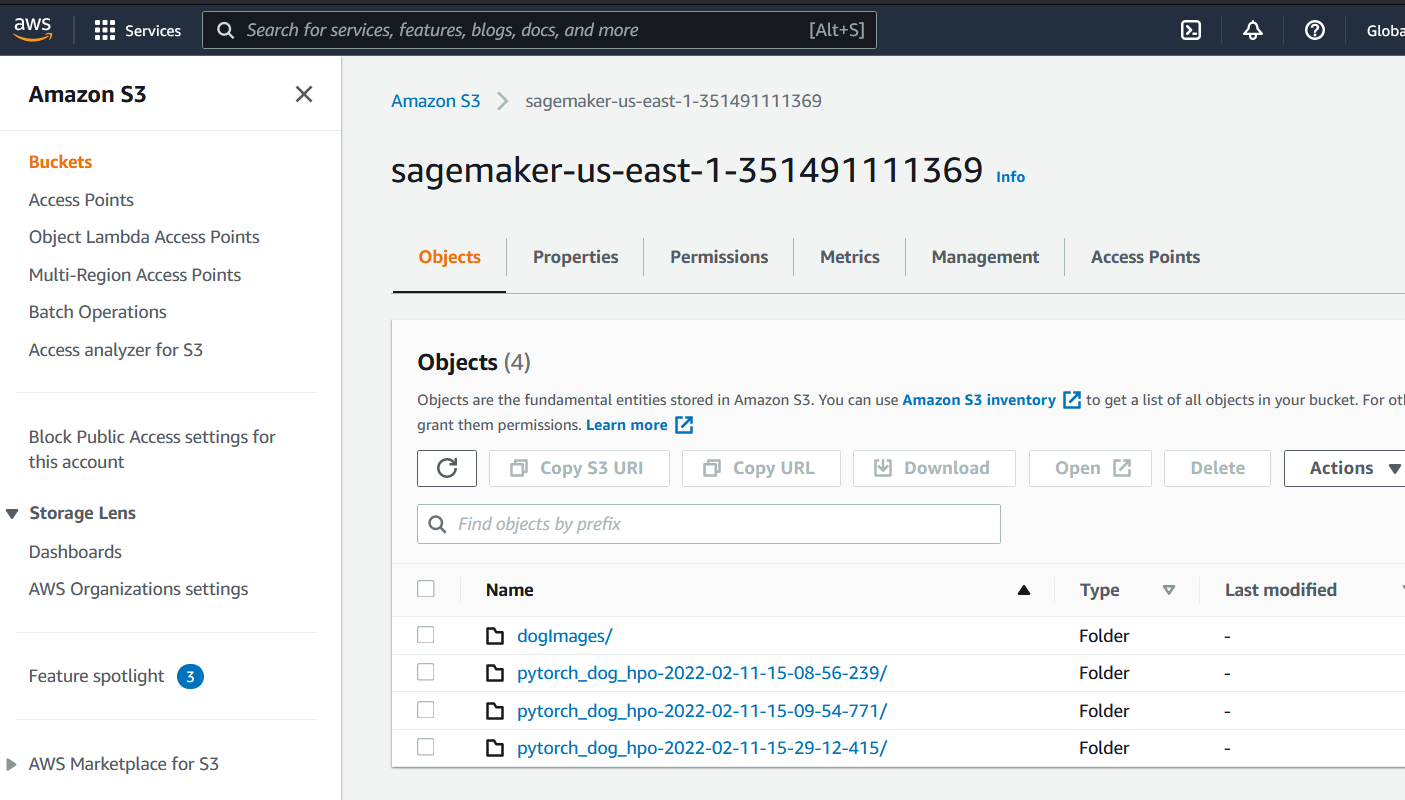 aws
Services
Search for services, features, blogs, docs, and more
[Alt+S]
Globa
Amazon S3
Buckets
Access Points
Object Lambda Access Points
Multi-Region Access Points
Batch Operations
Access analyzer for S3
Block Public Access settings for
this account
Storage Lens
Dashboards
AWS Organizations settings
Feature spotlight 3
AWS Marketplace for S3
Amazon S3 > sagemaker-us-east-1-351491111369
sagemaker-us-east-1-351491111369 Info
Objects Properties Permissions Metrics Management Access Points
Objects (4)
Objects are the fundamental entities stored in Amazon S3. You can use Amazon S3 inventory to get a list of all objects in your bucket. For oth
grant them permissions. Learn more
Copy S3 URI Copy URL Download Open Delete Actions
Find objects by prefix
Name Type Last modified
dogImages/ Folder -
pytorch_dog_hpo-2022-02-11-15-08-56-239/ Folder -
pytorch_dog_hpo-2022-02-11-15-09-54-771/ Folder -
pytorch_dog_hpo-2022-02-11-15-29-12-415/ Folder -